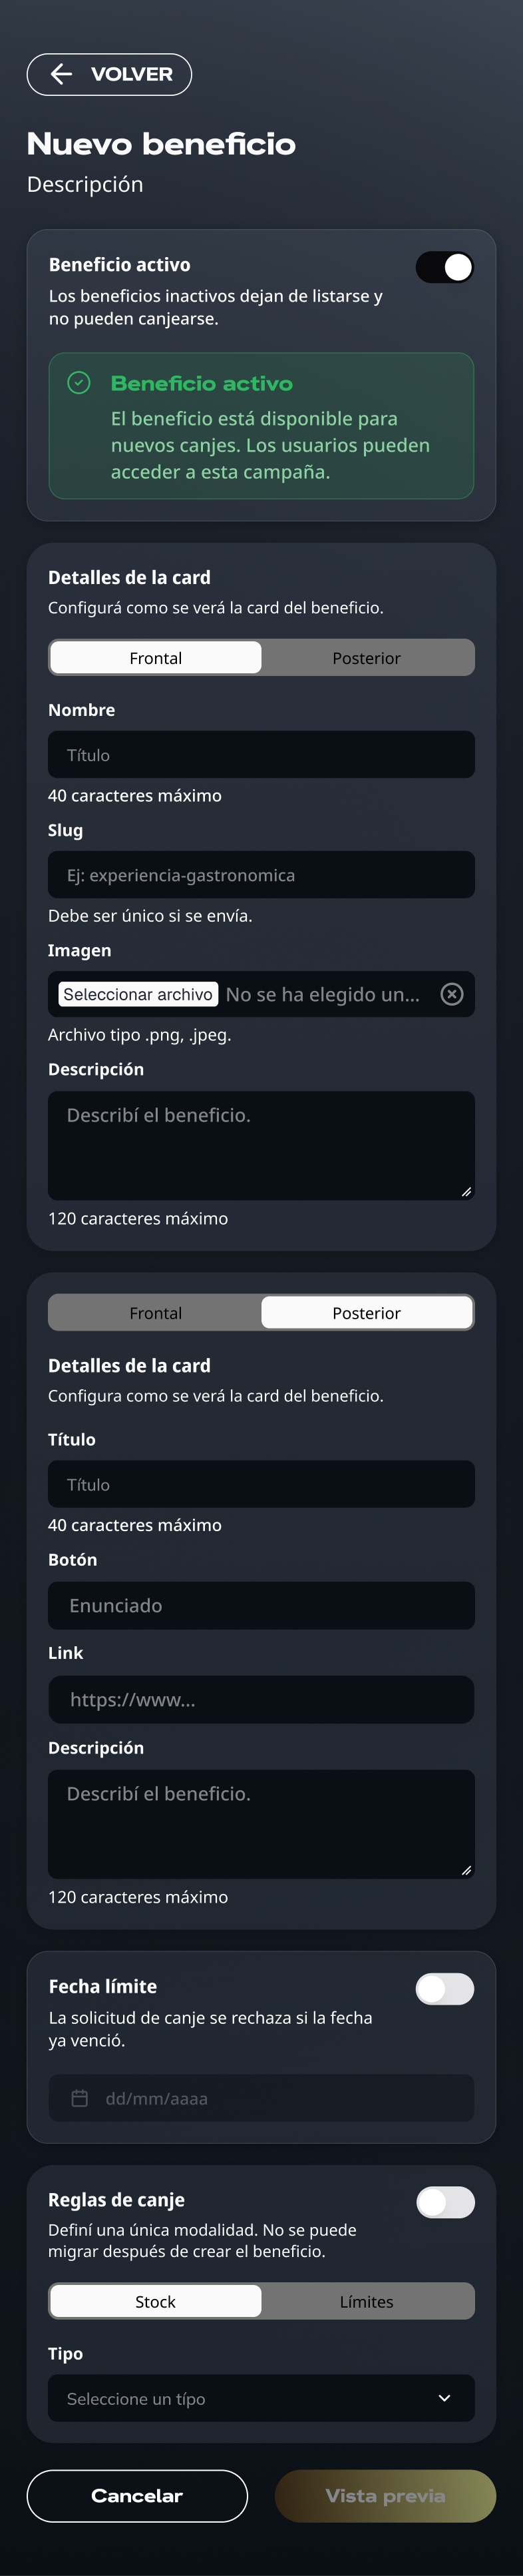 VOLVER
Nuevo beneficio
Descripción
Beneficio activo
Los beneficios inactivos dejan de listarse y
no pueden canjearse.
Beneficio activo
El beneficio está disponible para
nuevos canjes. Los usuarios pueden
acceder a esta campaña.
Detalles de la card
Configurá como se verá la card del beneficio.
Frontal Posterior
Nombre
Título
40 caracteres máximo
Slug
Ej: experiencia-gastronomica
Debe ser único si se envía.
Imagen
Seleccionar archivo No se ha elegido un...
Archivo tipo .png, .jpeg.
Descripción
Describí el beneficio.
120 caracteres máximo
Frontal Posterior
Detalles de la card
Configura como se verá la card del beneficio.
Título
Título
40 caracteres máximo
Botón
Enunciado
Link
https://www...
Descripción
Describí el beneficio.
120 caracteres máximo
Fecha límite
La solicitud de canje se rechaza si la fecha
ya venció.
dd/mm/aaaa
Reglas de canje
Definí una única modalidad. No se puede
migrar después de crear el beneficio.
Stock Límites
Tipo
Seleccione un típo
Cancelar Vista previa